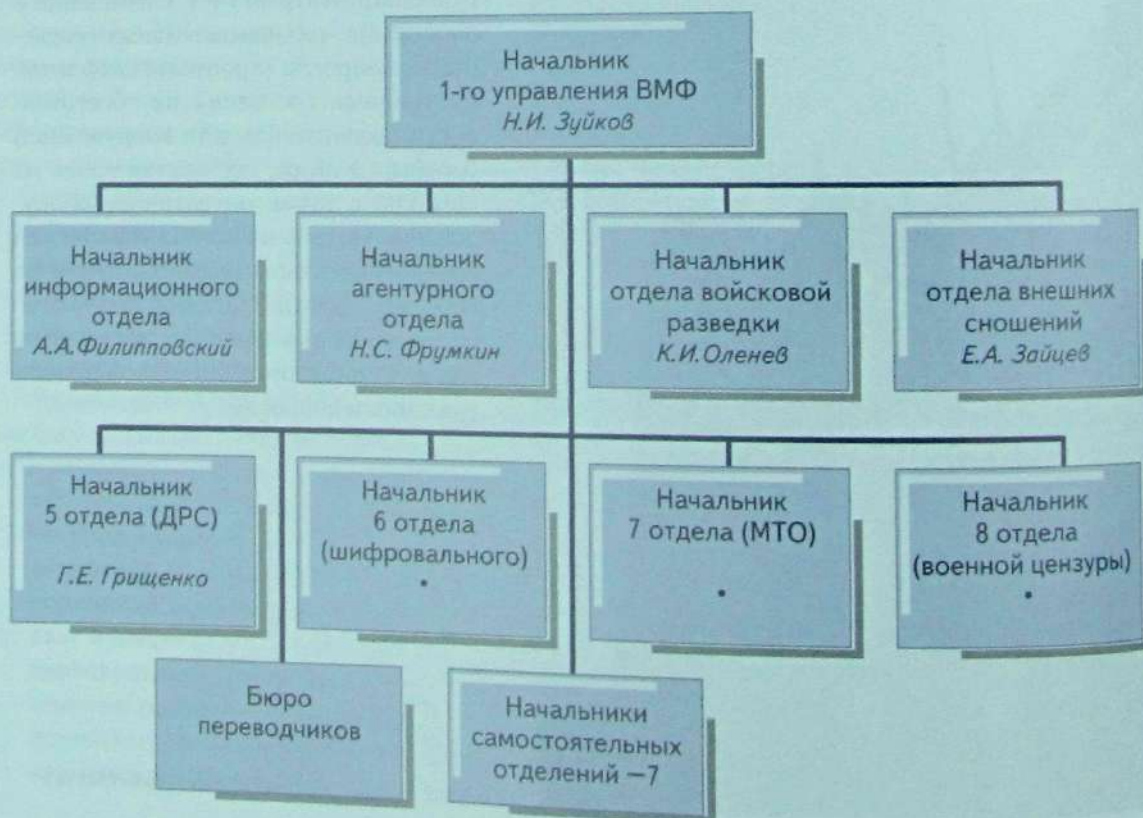 Начальник
1-го управления ВМФ
Н.И. Зуйков
Начальник
информационного
отдела
А.А.Филипповский
Начальник
агентурного
отдела
Н.С. Фрумкин
Начальник
отдела войсковой
разведки
К.И.Оленев
Начальник
отдела внешних
сношений
Е.А. Зайцев
Начальник
5 отдела (ДРС)
Г.Е. Грищенко
Начальник
6 отдела
(шифровального)
•
Начальник
7 отдела (МТО)
•
Начальник
8 отдела
(военной цензуры)
•
Бюро
переводчиков
Начальники
самостоятельных
отделений —7